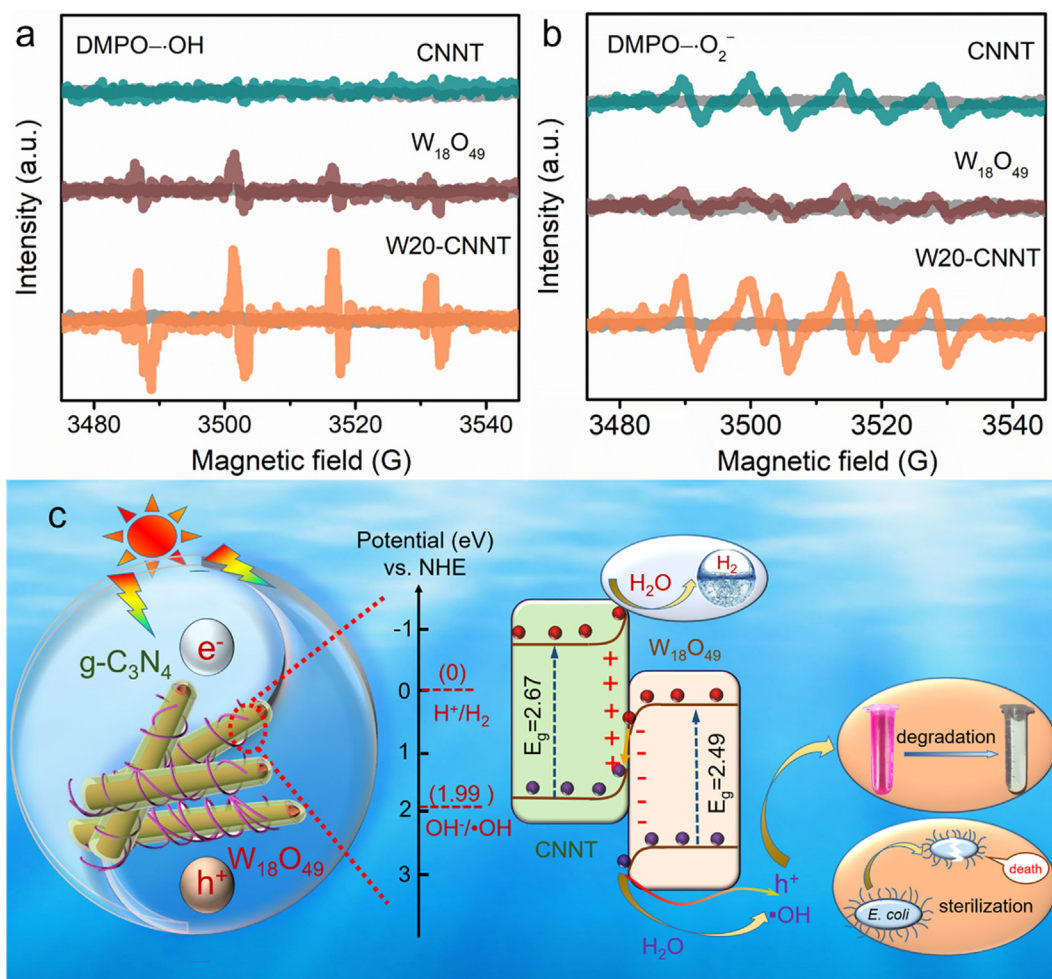 a
DMPO–·OH
CNNT
W₁₈O₄₉
W20-CNNT
Intensity (a.u.)
3480
3500
3520
3540
Magnetic field (G)
b
DMPO–·O₂⁻
CNNT
W₁₈O₄₉
W20-CNNT
Intensity (a.u.)
3480
3500
3520
3540
Magnetic field (G)
c
g-C₃N₄
e⁻
h⁺
W₁₈O₄₉
Potential (eV)
vs. NHE
-1
0
1
2
3
(0)
H⁺/H₂
(1.99)
OH⁻/•OH
H₂O
H₂
W₁₈O₄₉
E_g=2.67
+
+
+
+
+
+
-
-
-
-
-
-
E_g=2.49
CNNT
h⁺
•OH
H₂O
degradation
death
E. coli
sterilization